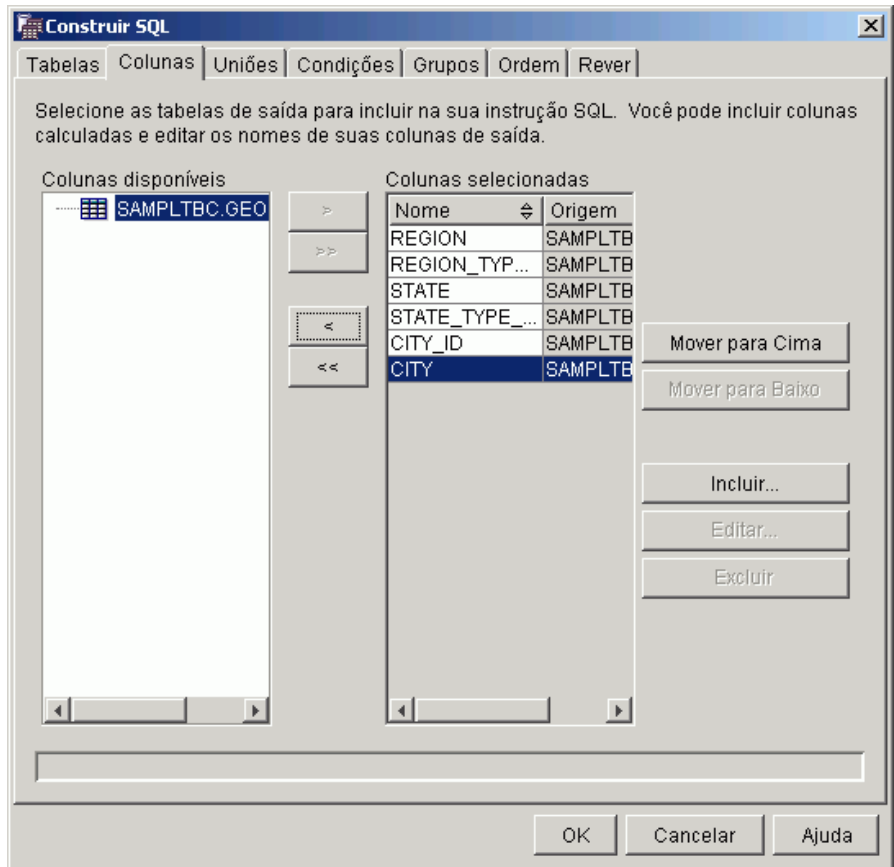 Construir SQL
Tabelas Colunas Uniões Condições Grupos Ordem Rever
Selecione as tabelas de saída para incluir na sua instrução SQL. Você pode incluir colunas
calculadas e editar os nomes de suas colunas de saída.
Colunas disponíveis
SAMPLTBC.GEO
>
>>
<
<<
Colunas selecionadas
Nome Origem
REGION SAMPLTB
REGION_TYP... SAMPLTB
STATE SAMPLTB
STATE_TYPE_... SAMPLTB
CITY_ID SAMPLTB
CITY SAMPLTB
Mover para Cima
Mover para Baixo
Incluir...
Editar...
Excluir
OK Cancelar Ajuda